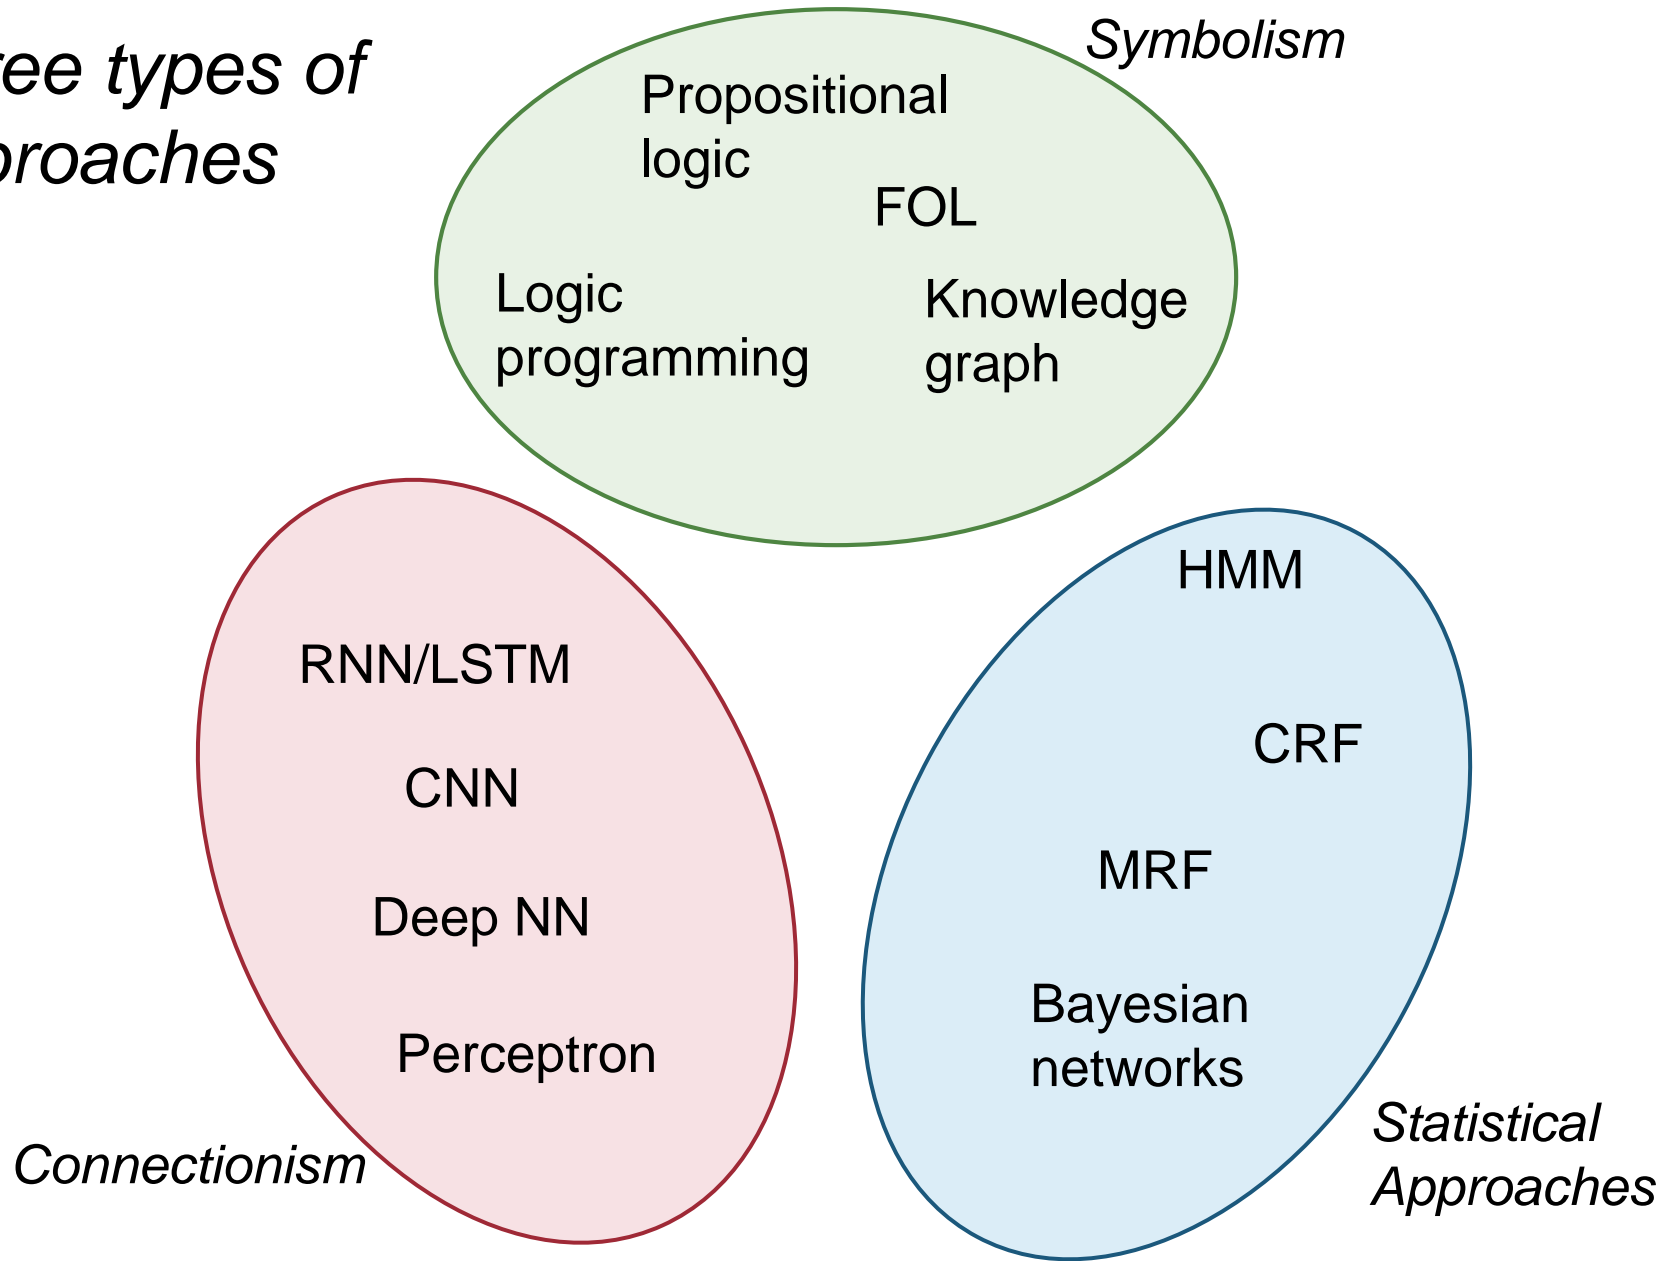 ree types of
proaches
Symbolism
Propositional
logic
FOL
Logic
programming
Knowledge
graph
RNN/LSTM
CNN
Deep NN
Perceptron
Connectionism
HMM
CRF
MRF
Bayesian
networks
Statistical
Approaches